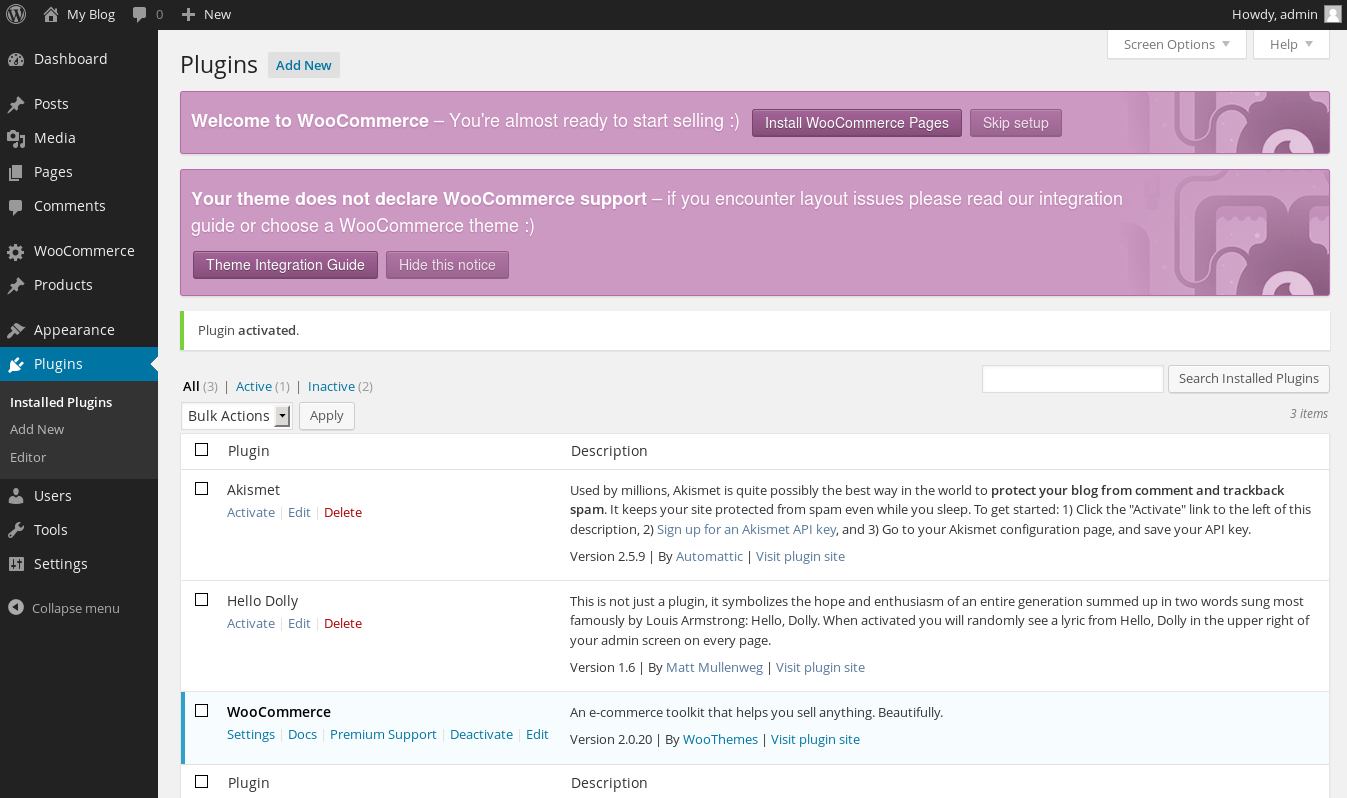 My Blog 0 New Howdy, admin
Screen Options Help
Dashboard
Posts
Media
Pages
Comments
WooCommerce
Products
Appearance
Plugins
Installed Plugins
Add New
Editor
Users
Tools
Settings
Collapse menu
Plugins Add New
Welcome to WooCommerce – You're almost ready to start selling :) Install WooCommerce Pages Skip setup
Your theme does not declare WooCommerce support – if you encounter layout issues please read our integration
guide or choose a WooCommerce theme :)
Theme Integration Guide Hide this notice
Plugin activated.
All (3) | Active (1) | Inactive (2)
Search Installed Plugins
Bulk Actions Apply
3 items
Plugin Description
Akismet
Activate | Edit | Delete
Used by millions, Akismet is quite possibly the best way in the world to protect your blog from comment and trackback
spam. It keeps your site protected from spam even while you sleep. To get started: 1) Click the "Activate" link to the left of this
description, 2) Sign up for an Akismet API key, and 3) Go to your Akismet configuration page, and save your API key.
Version 2.5.9 | By Automattic | Visit plugin site
Hello Dolly
Activate | Edit | Delete
This is not just a plugin, it symbolizes the hope and enthusiasm of an entire generation summed up in two words sung most
famously by Louis Armstrong: Hello, Dolly. When activated you will randomly see a lyric from Hello, Dolly in the upper right of
your admin screen on every page.
Version 1.6 | By Matt Mullenweg | Visit plugin site
WooCommerce
Settings | Docs | Premium Support | Deactivate | Edit
An e-commerce toolkit that helps you sell anything. Beautifully.
Version 2.0.20 | By WooThemes | Visit plugin site
Plugin Description